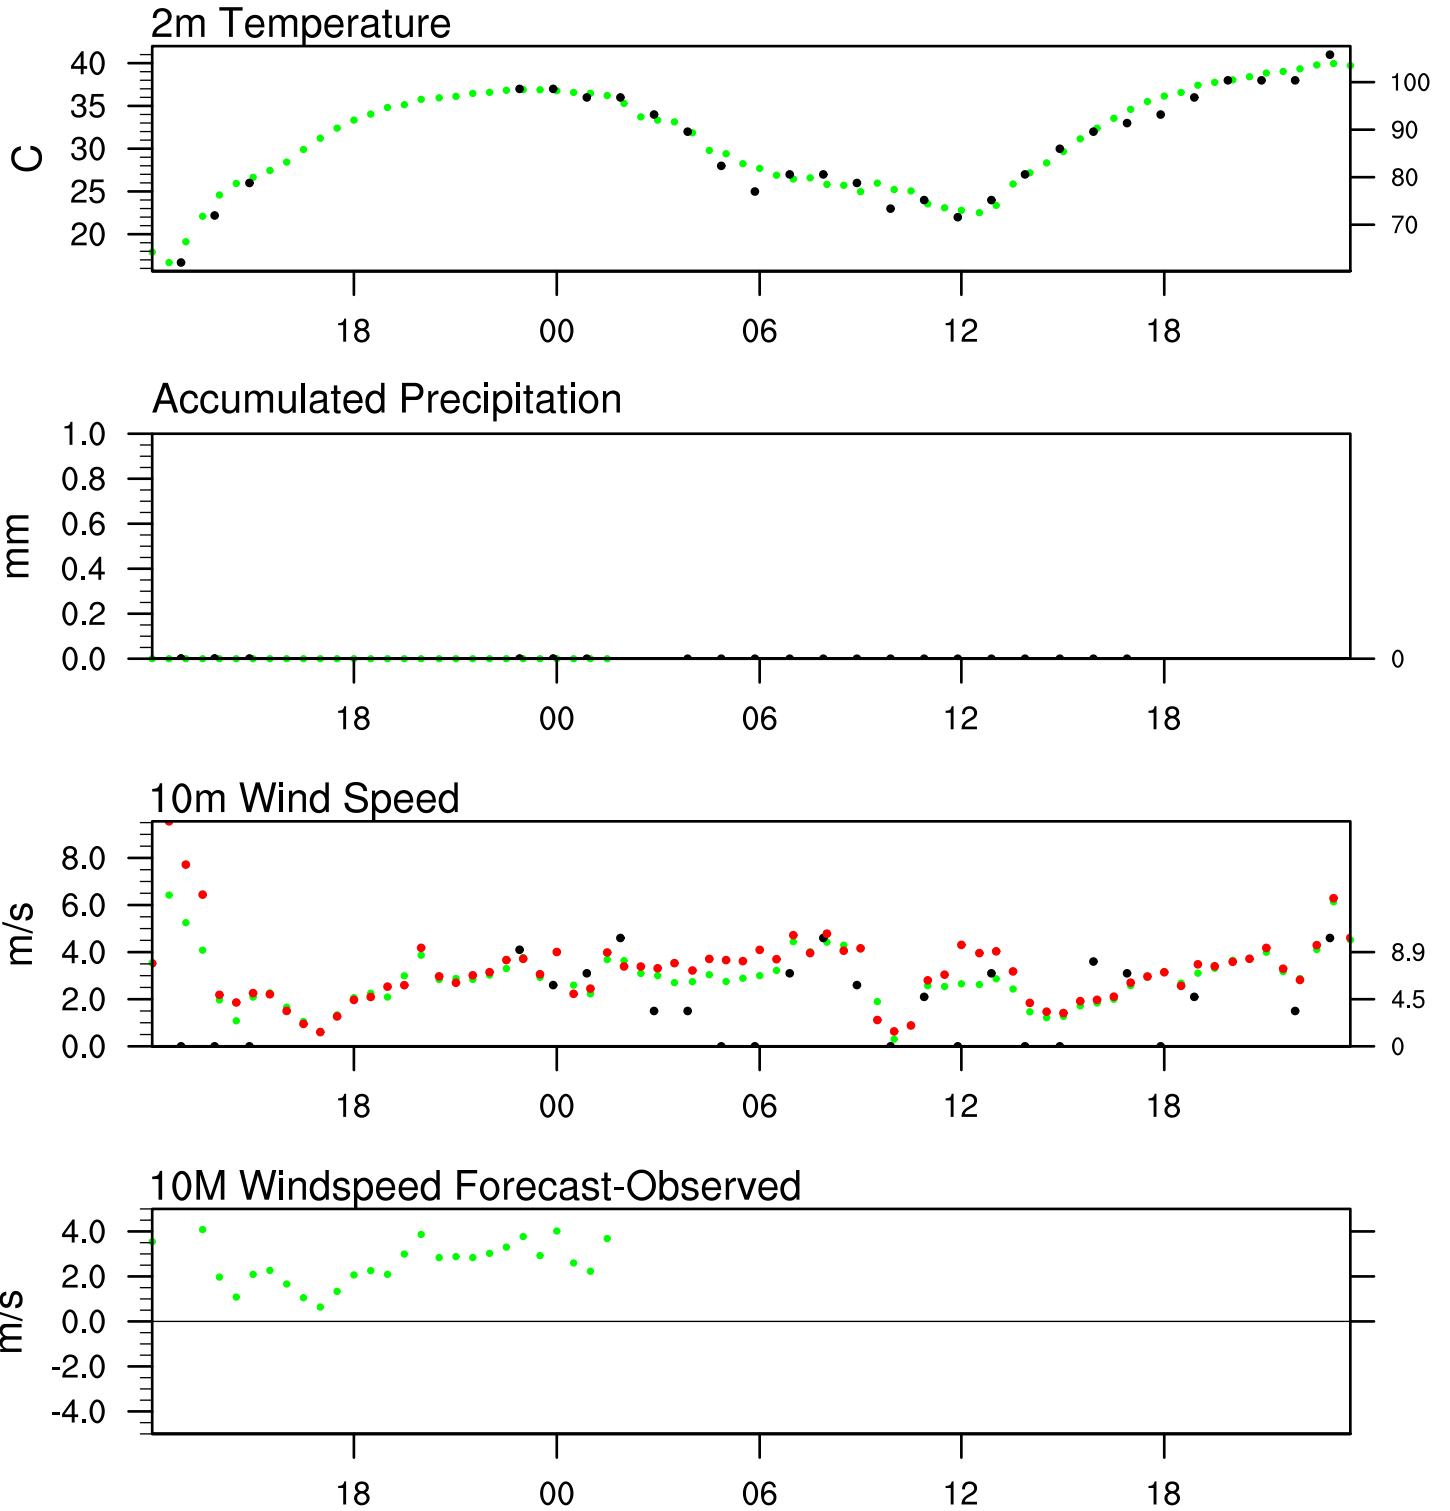 2m Temperature
40
35
30
25
20
C
100
90
80
70
18 00 06 12 18
Accumulated Precipitation
1.0
0.8
0.6
0.4
0.2
0.0
mm
0
18 00 06 12 18
10m Wind Speed
8.0
6.0
4.0
2.0
0.0
m/s
8.9
4.5
0
18 00 06 12 18
10M Windspeed Forecast-Observed
4.0
2.0
0.0
-2.0
-4.0
m/s
18 00 06 12 18